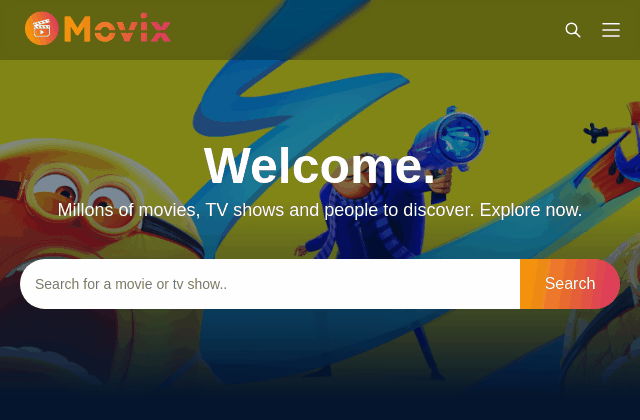 Movix
Welcome.
Millons of movies, TV shows and people to discover. Explore now.
Search for a movie or tv show..
Search